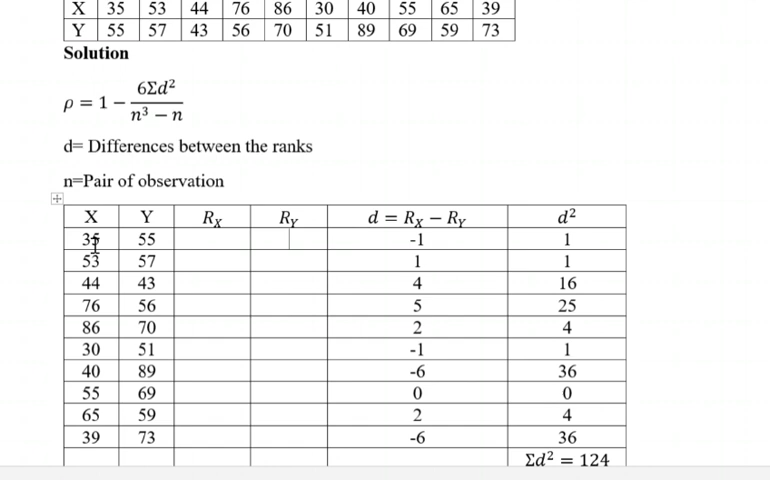 X 35 53 44 76 86 30 40 55 65 39
Y 55 57 43 56 70 51 89 69 59 73
Solution
ρ = 1 − 6Σd² / n³ − n
d= Differences between the ranks
n=Pair of observation
X Y R_X R_Y d = R_X − R_Y d²
35 55 -1 1
53 57 1 1
44 43 4 16
76 56 5 25
86 70 2 4
30 51 -1 1
40 89 -6 36
55 69 0 0
65 59 2 4
39 73 -6 36
Σd² = 124